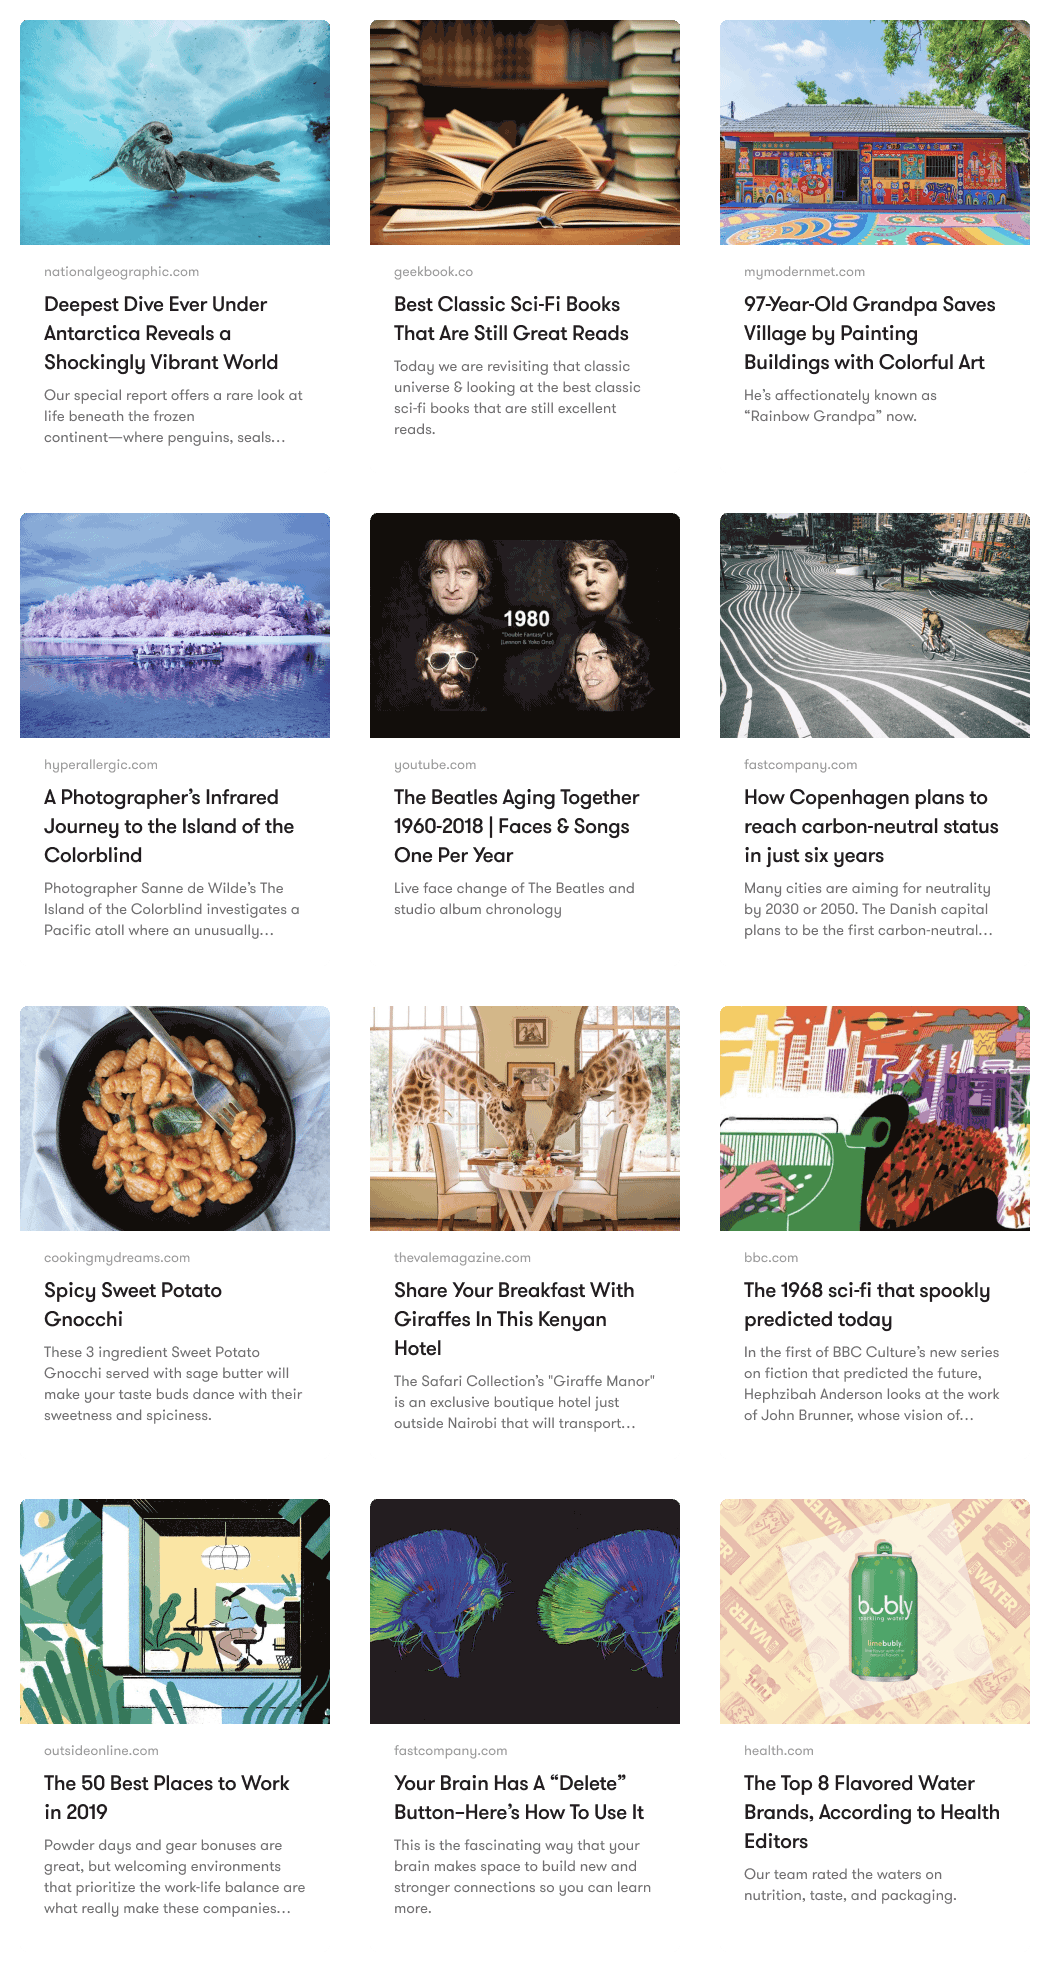 nationalgeographic.com
Deepest Dive Ever Under
Antarctica Reveals a
Shockingly Vibrant World
Our special report offers a rare look at
life beneath the frozen
continent—where penguins, seals…
geekbook.co
Best Classic Sci-Fi Books
That Are Still Great Reads
Today we are revisiting that classic
universe & looking at the best classic
sci-fi books that are still excellent
reads.
mymodernmet.com
97-Year-Old Grandpa Saves
Village by Painting
Buildings with Colorful Art
He’s affectionately known as
“Rainbow Grandpa” now.
hyperallergic.com
A Photographer’s Infrared
Journey to the Island of the
Colorblind
Photographer Sanne de Wilde’s The
Island of the Colorblind investigates a
Pacific atoll where an unusually…
1980
"Double Fantasy" LP
(Lennon & Yoko Ono)
youtube.com
The Beatles Aging Together
1960-2018 | Faces & Songs
One Per Year
Live face change of The Beatles and
studio album chronology
fastcompany.com
How Copenhagen plans to
reach carbon-neutral status
in just six years
Many cities are aiming for neutrality
by 2030 or 2050. The Danish capital
plans to be the first carbon-neutral…
cookingmydreams.com
Spicy Sweet Potato
Gnocchi
These 3 ingredient Sweet Potato
Gnocchi served with sage butter will
make your taste buds dance with their
sweetness and spiciness.
thevalemagazine.com
Share Your Breakfast With
Giraffes In This Kenyan
Hotel
The Safari Collection’s "Giraffe Manor"
is an exclusive boutique hotel just
outside Nairobi that will transport…
bbc.com
The 1968 sci-fi that spookly
predicted today
In the first of BBC Culture’s new series
on fiction that predicted the future,
Hephzibah Anderson looks at the work
of John Brunner, whose vision of…
outsideonline.com
The 50 Best Places to Work
in 2019
Powder days and gear bonuses are
great, but welcoming environments
that prioritize the work-life balance are
what really make these companies…
fastcompany.com
Your Brain Has A “Delete”
Button–Here’s How To Use It
This is the fascinating way that your
brain makes space to build new and
stronger connections so you can learn
more.
WATER
bubly
sparkling water
limebubly
health.com
The Top 8 Flavored Water
Brands, According to Health
Editors
Our team rated the waters on
nutrition, taste, and packaging.